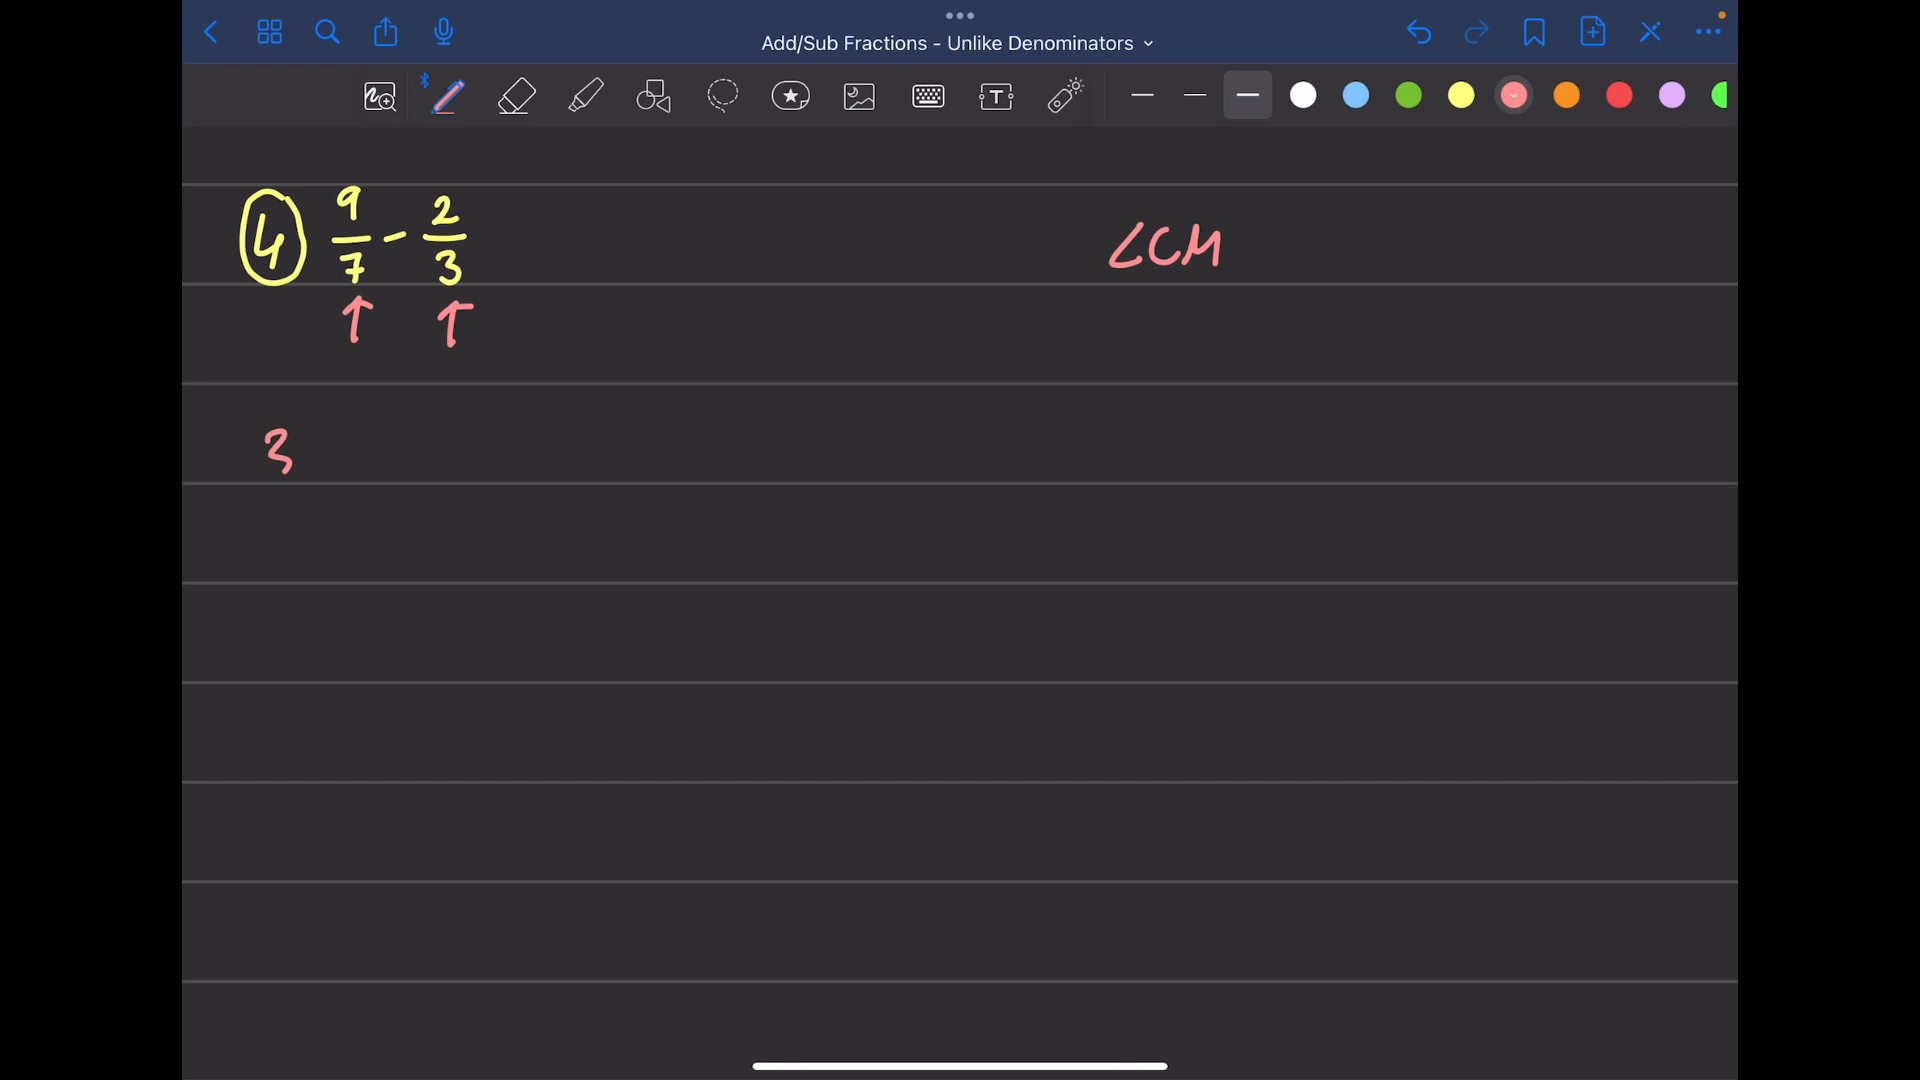 Add/Sub Fractions - Unlike Denominators
T
④ 9/7 - 2/3
LCM
↑ ↑
3